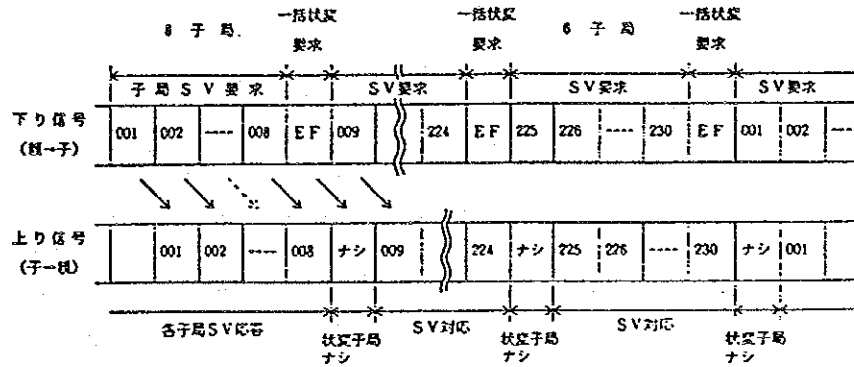 8 子 局 一括状変 一括状変 6 子 局 一括状変
要求 要求 要求
子 局 S V 要 求 S V 要求 S V 要求 S V 要求
下り信号 001 002 ---- 008 E F 009 224 E F 225 226 ---- 230 E F 001 002 ---
(親→子)
上り信号 001 002 ---- 008 ナシ 009 224 ナシ 225 226 ---- 230 ナシ 001
(子→親)
各子局S V 応答 状変子局 S V 対応 状変子局 S V 対応 状変子局
ナシ ナシ ナシ